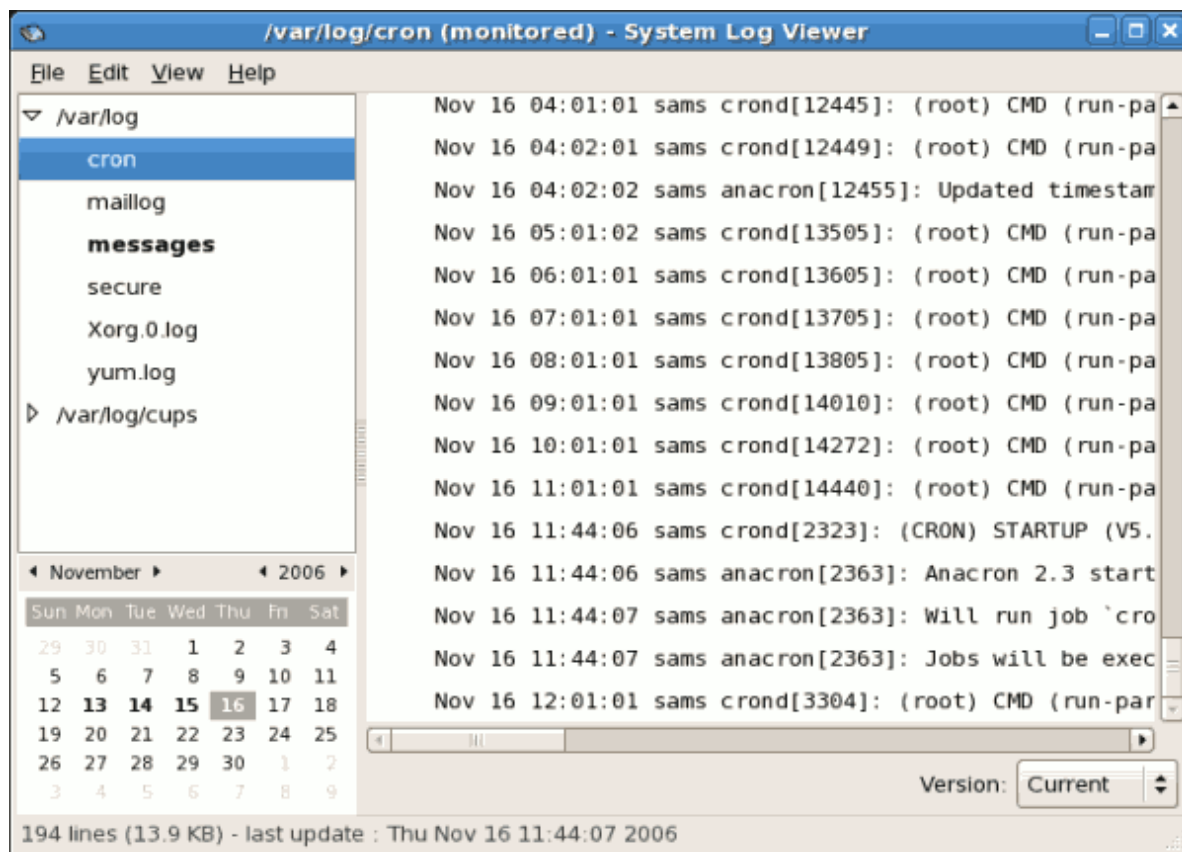 /var/log/cron (monitored) - System Log Viewer
File Edit View Help
/var/log
cron
maillog
messages
secure
Xorg.0.log
yum.log
/var/log/cups
November 2006
Sun Mon Tue Wed Thu Fri Sat
29 30 31 1 2 3 4
5 6 7 8 9 10 11
12 13 14 15 16 17 18
19 20 21 22 23 24 25
26 27 28 29 30 1 2
3 4 5 6 7 8 9
Nov 16 04:01:01 sams crond[12445]: (root) CMD (run-pa
Nov 16 04:02:01 sams crond[12449]: (root) CMD (run-pa
Nov 16 04:02:02 sams anacron[12455]: Updated timestam
Nov 16 05:01:02 sams crond[13505]: (root) CMD (run-pa
Nov 16 06:01:01 sams crond[13605]: (root) CMD (run-pa
Nov 16 07:01:01 sams crond[13705]: (root) CMD (run-pa
Nov 16 08:01:01 sams crond[13805]: (root) CMD (run-pa
Nov 16 09:01:01 sams crond[14010]: (root) CMD (run-pa
Nov 16 10:01:01 sams crond[14272]: (root) CMD (run-pa
Nov 16 11:01:01 sams crond[14440]: (root) CMD (run-pa
Nov 16 11:44:06 sams crond[2323]: (CRON) STARTUP (V5.
Nov 16 11:44:06 sams anacron[2363]: Anacron 2.3 start
Nov 16 11:44:07 sams anacron[2363]: Will run job `cro
Nov 16 11:44:07 sams anacron[2363]: Jobs will be exec
Nov 16 12:01:01 sams crond[3304]: (root) CMD (run-par
Version: Current
194 lines (13.9 KB) - last update : Thu Nov 16 11:44:07 2006